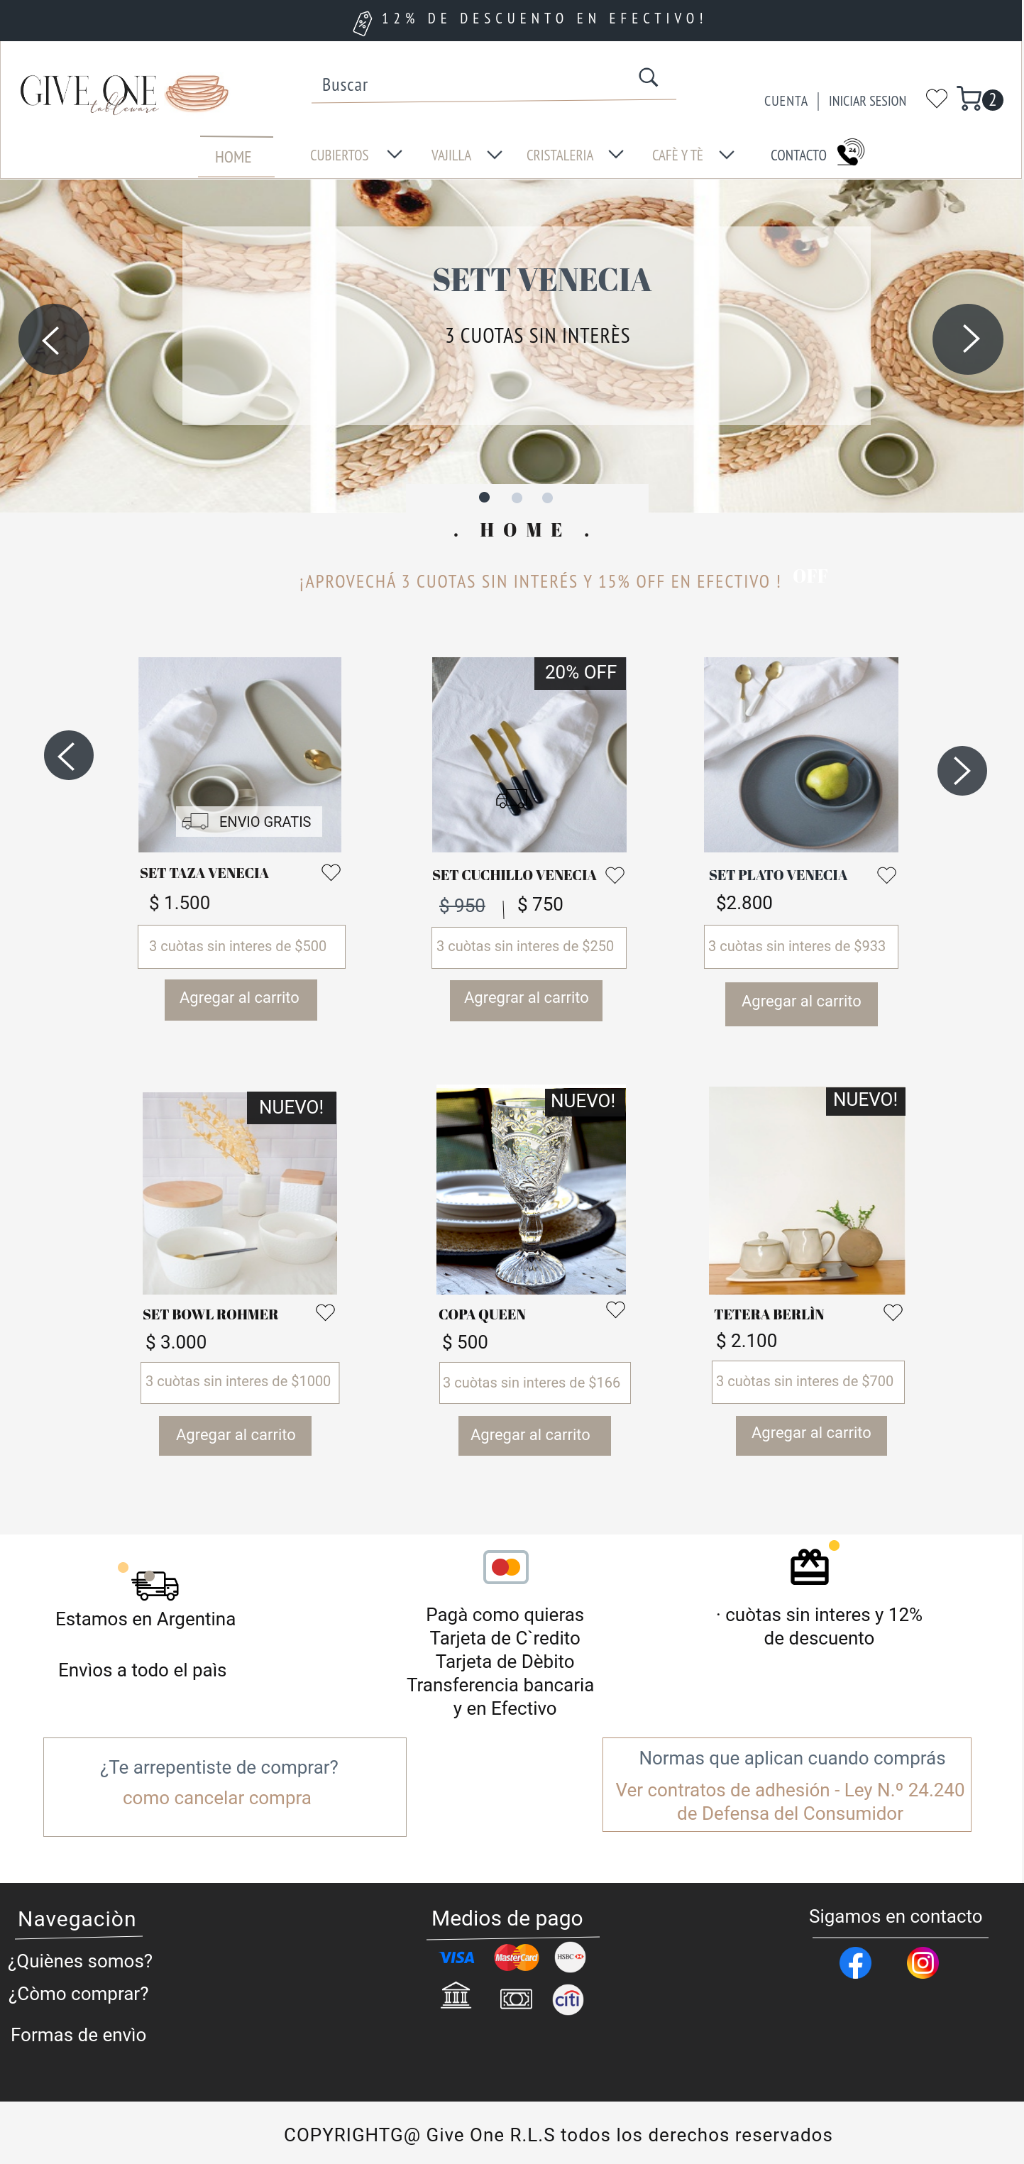 12% DE DESCUENTO EN EFECTIVO!
GIVE ONE
tableware
Buscar
CUENTA | INICIAR SESION
2
HOME
CUBIERTOS
VAJILLA
CRISTALERIA
CAFÈ Y TÈ
CONTACTO
24
SETT VENECIA
3 CUOTAS SIN INTERÈS
. HOME .
¡APROVECHÁ 3 CUOTAS SIN INTERÉS Y 15% OFF EN EFECTIVO !
OFF
ENVIO GRATIS
20% OFF
SET TAZA VENECIA
SET CUCHILLO VENECIA
SET PLATO VENECIA
$ 1.500
$ 950 | $ 750
$2.800
3 cuòtas sin interes de $500
3 cuòtas sin interes de $250
3 cuòtas sin interes de $933
Agregar al carrito
Agregrar al carrito
Agregar al carrito
NUEVO!
NUEVO!
NUEVO!
SET BOWL ROHMER
COPA QUEEN
TETERA BERLÌN
$ 3.000
$ 500
$ 2.100
3 cuòtas sin interes de $1000
3 cuòtas sin interes de $166
3 cuòtas sin interes de $700
Agregar al carrito
Agregar al carrito
Agregar al carrito
Estamos en Argentina
Envìos a todo el paìs
Pagà como quieras
Tarjeta de C`redito
Tarjeta de Dèbito
Transferencia bancaria
y en Efectivo
· cuòtas sin interes y 12%
de descuento
¿Te arrepentiste de comprar?
como cancelar compra
Normas que aplican cuando comprás
Ver contratos de adhesión - Ley N.º 24.240
de Defensa del Consumidor
Navegaciòn
¿Quiènes somos?
¿Còmo comprar?
Formas de envìo
Medios de pago
VISA
MasterCard
HSBC
citi
Sigamos en contacto
COPYRIGHTG@ Give One R.L.S todos los derechos reservados